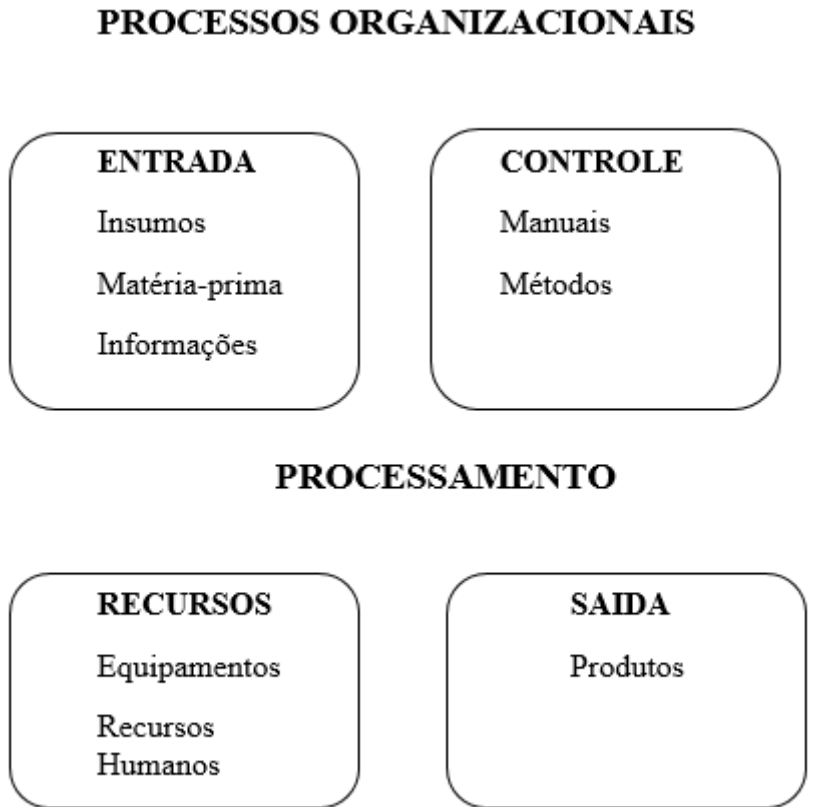 PROCESSOS ORGANIZACIONAIS
ENTRADA
Insumos
Matéria-prima
Informações
CONTROLE
Manuais
Métodos
PROCESSAMENTO
RECURSOS
Equipamentos
Recursos
Humanos
SAIDA
Produtos